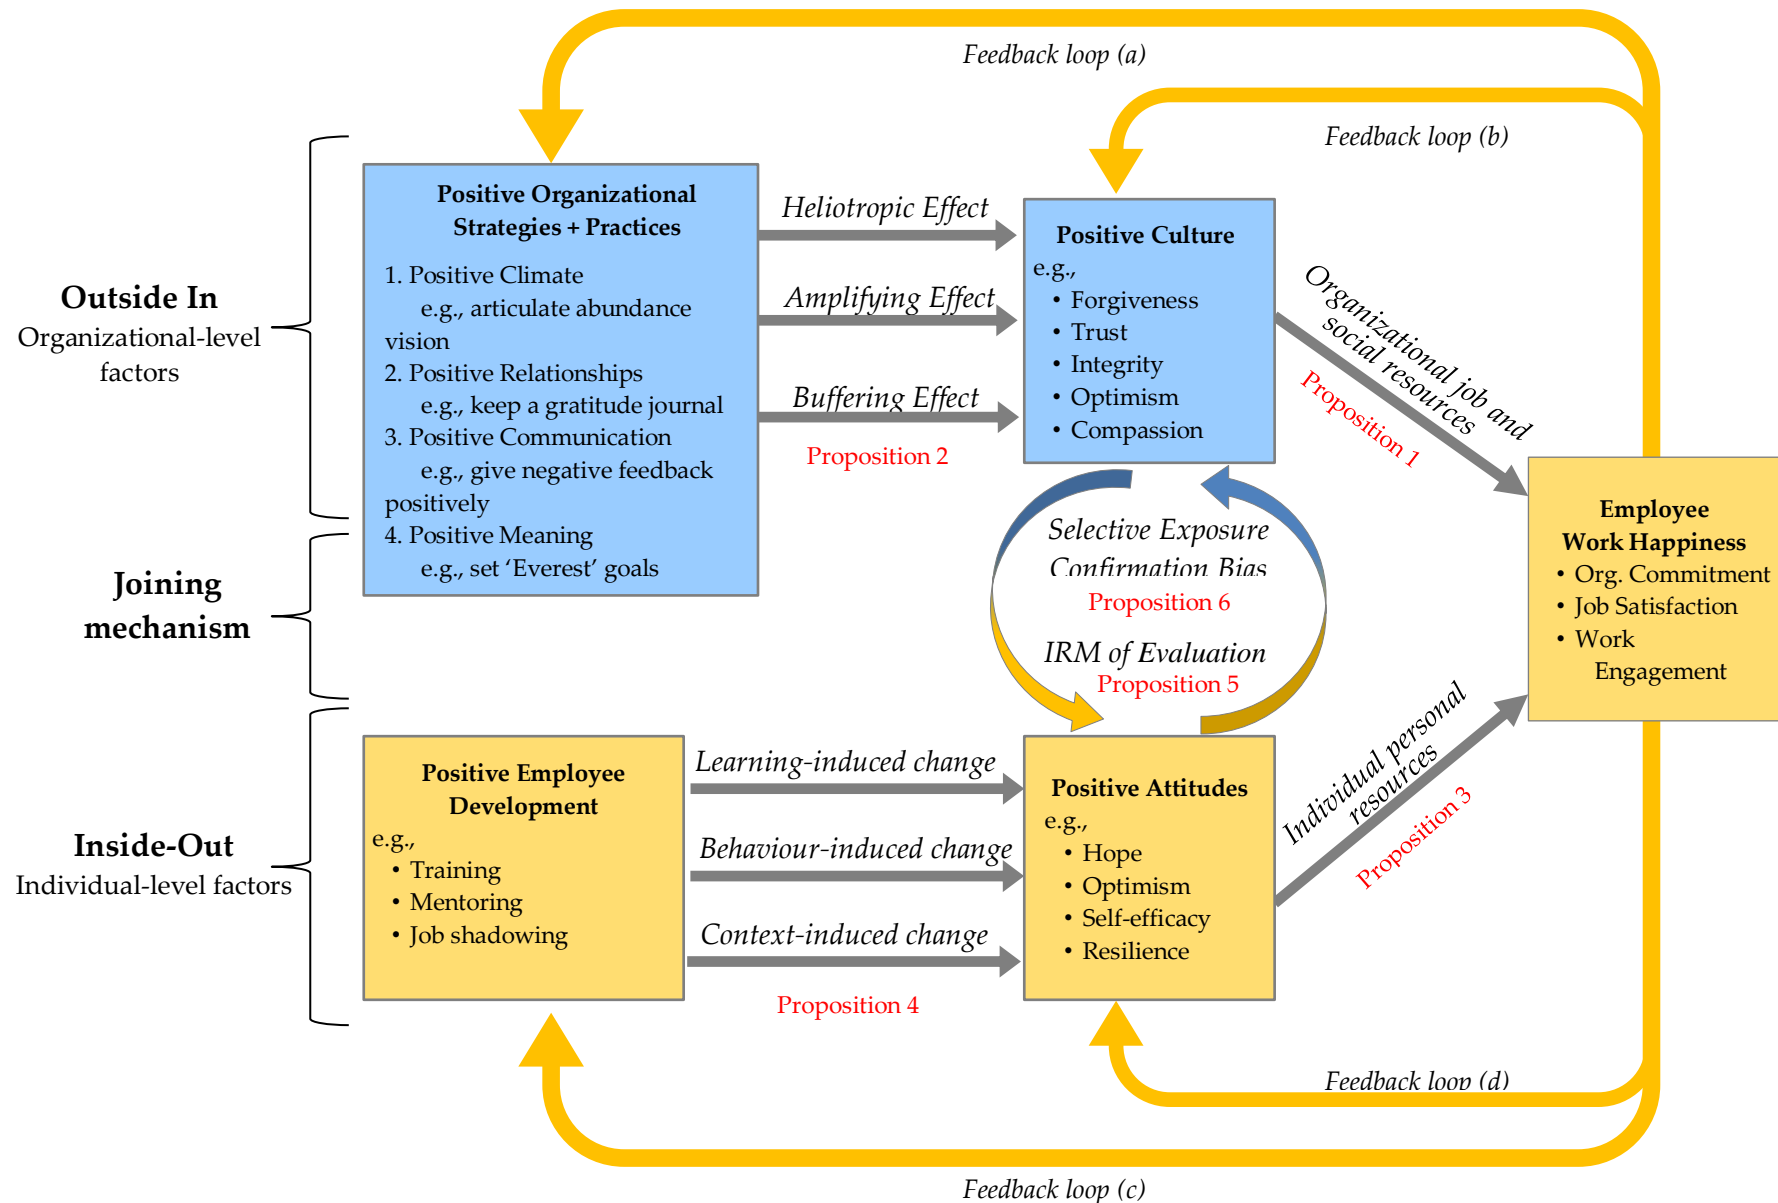 Feedback loop (a)
Feedback loop (b)
Outside In
Organizational-level
factors
Joining
mechanism
Inside-Out
Individual-level factors
Positive Organizational
Strategies + Practices
1. Positive Climate
e.g., articulate abundance
vision
2. Positive Relationships
e.g., keep a gratitude journal
3. Positive Communication
e.g., give negative feedback
positively
4. Positive Meaning
e.g., set ‘Everest’ goals
Heliotropic Effect
Amplifying Effect
Buffering Effect
Proposition 2
Positive Culture
e.g.,
• Forgiveness
• Trust
• Integrity
• Optimism
• Compassion
Organizational job and
social resources
Proposition 1
Selective Exposure
Confirmation Bias
Proposition 6
IRM of Evaluation
Proposition 5
Employee
Work Happiness
• Org. Commitment
• Job Satisfaction
• Work
Engagement
Positive Employee
Development
e.g.,
• Training
• Mentoring
• Job shadowing
Learning-induced change
Behaviour-induced change
Context-induced change
Proposition 4
Positive Attitudes
e.g.,
• Hope
• Optimism
• Self-efficacy
• Resilience
Individual personal
resources
Proposition 3
Feedback loop (d)
Feedback loop (c)